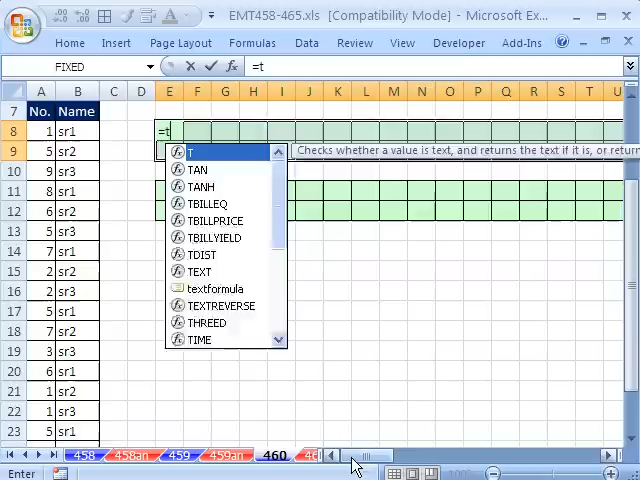 EMT458-465.xls [Compatibility Mode] - Microsoft Ex...
Home Insert Page Layout Formulas Data Review View Developer Add-Ins
FIXED =t
A B C D E F G H I J K L M N O P Q R S T U
7 No. Name
8 1 sr1 =t
9 5 sr2
T Checks whether a value is text, and returns the text if it is, or return
10 9 sr3 TAN
11 8 sr1 TANH
12 6 sr2 TBILLEQ
TBILLPRICE
13 5 sr3 TBILLYIELD
14 7 sr1 TDIST
15 2 sr2 TEXT
16 2 sr3 textformula
17 5 sr1 TEXTREVERSE
18 7 sr2 THREED
19 3 sr3 TIME
20 6 sr1
21 1 sr2
22 1 sr3
23 5 sr1
458 458an 459 459an 460 46
Enter 100%